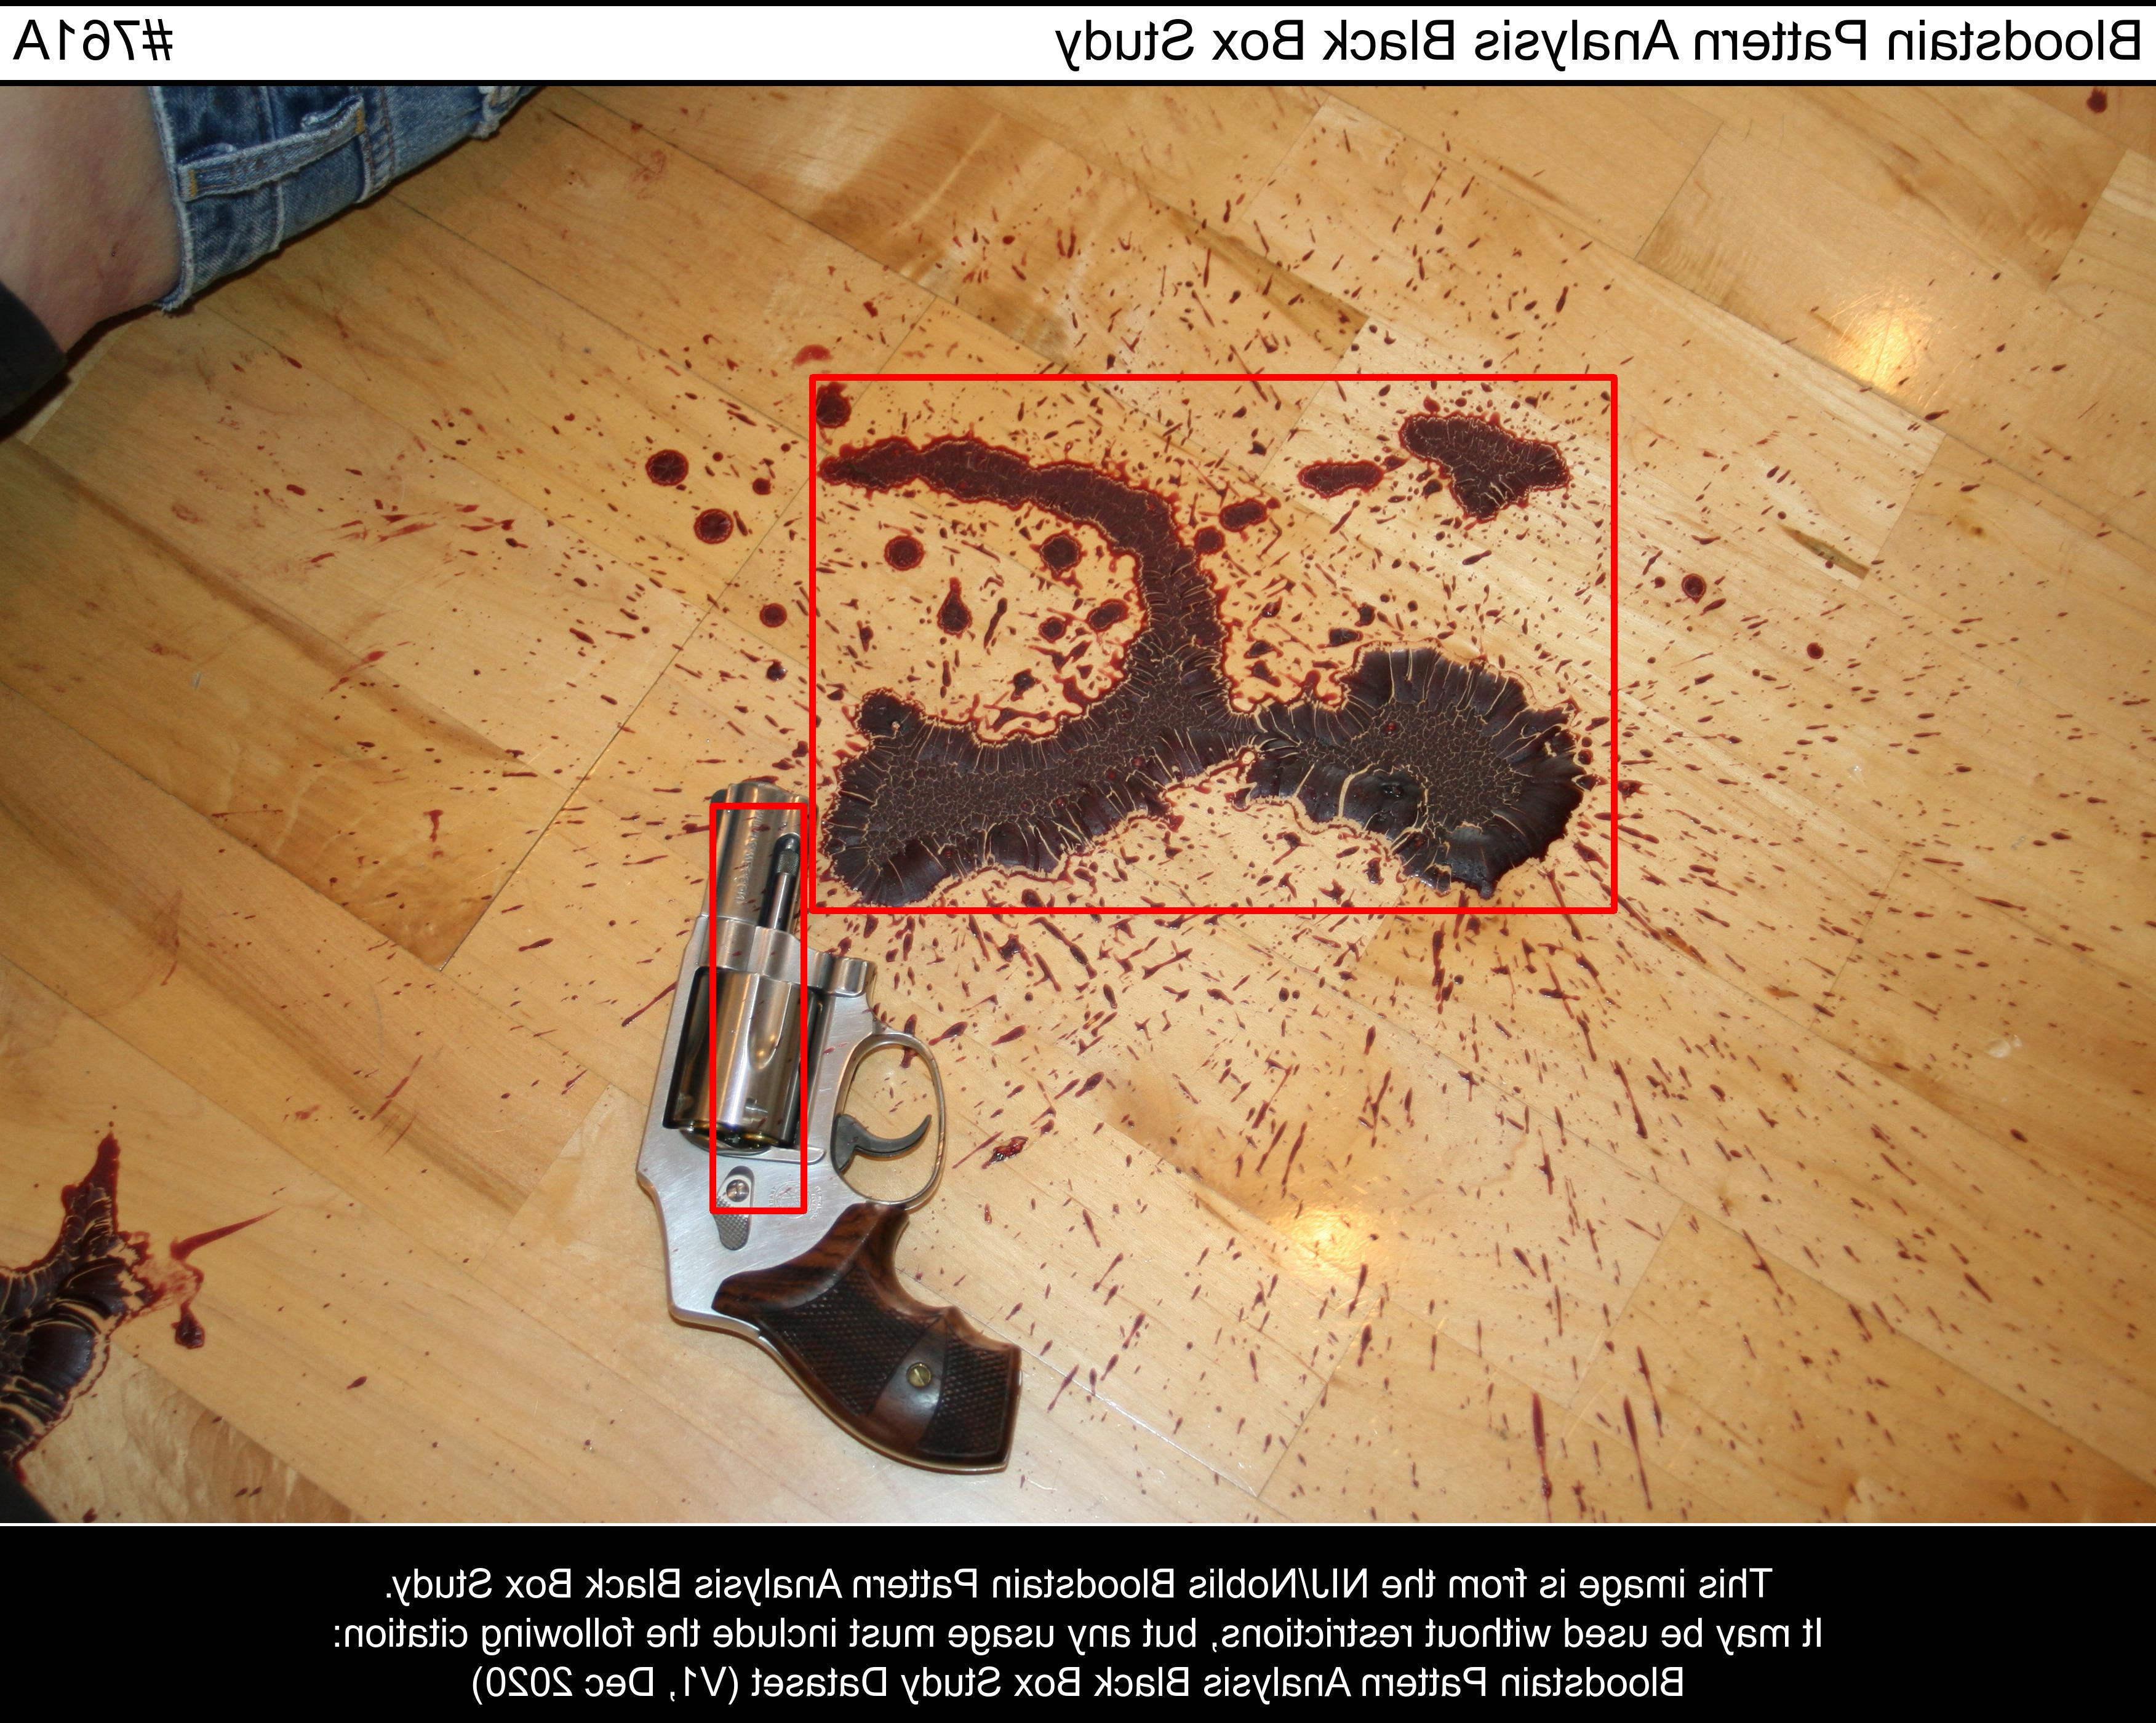 Bloodstain Pattern Analysis Black Box Study #761A
This image is from the NIJ/Noblis Bloodstain Pattern Analysis Black Box Study.
It may be used without restrictions, but any usage must include the following citation:
Bloodstain Pattern Analysis Black Box Study Dataset (V1, Dec 2020)